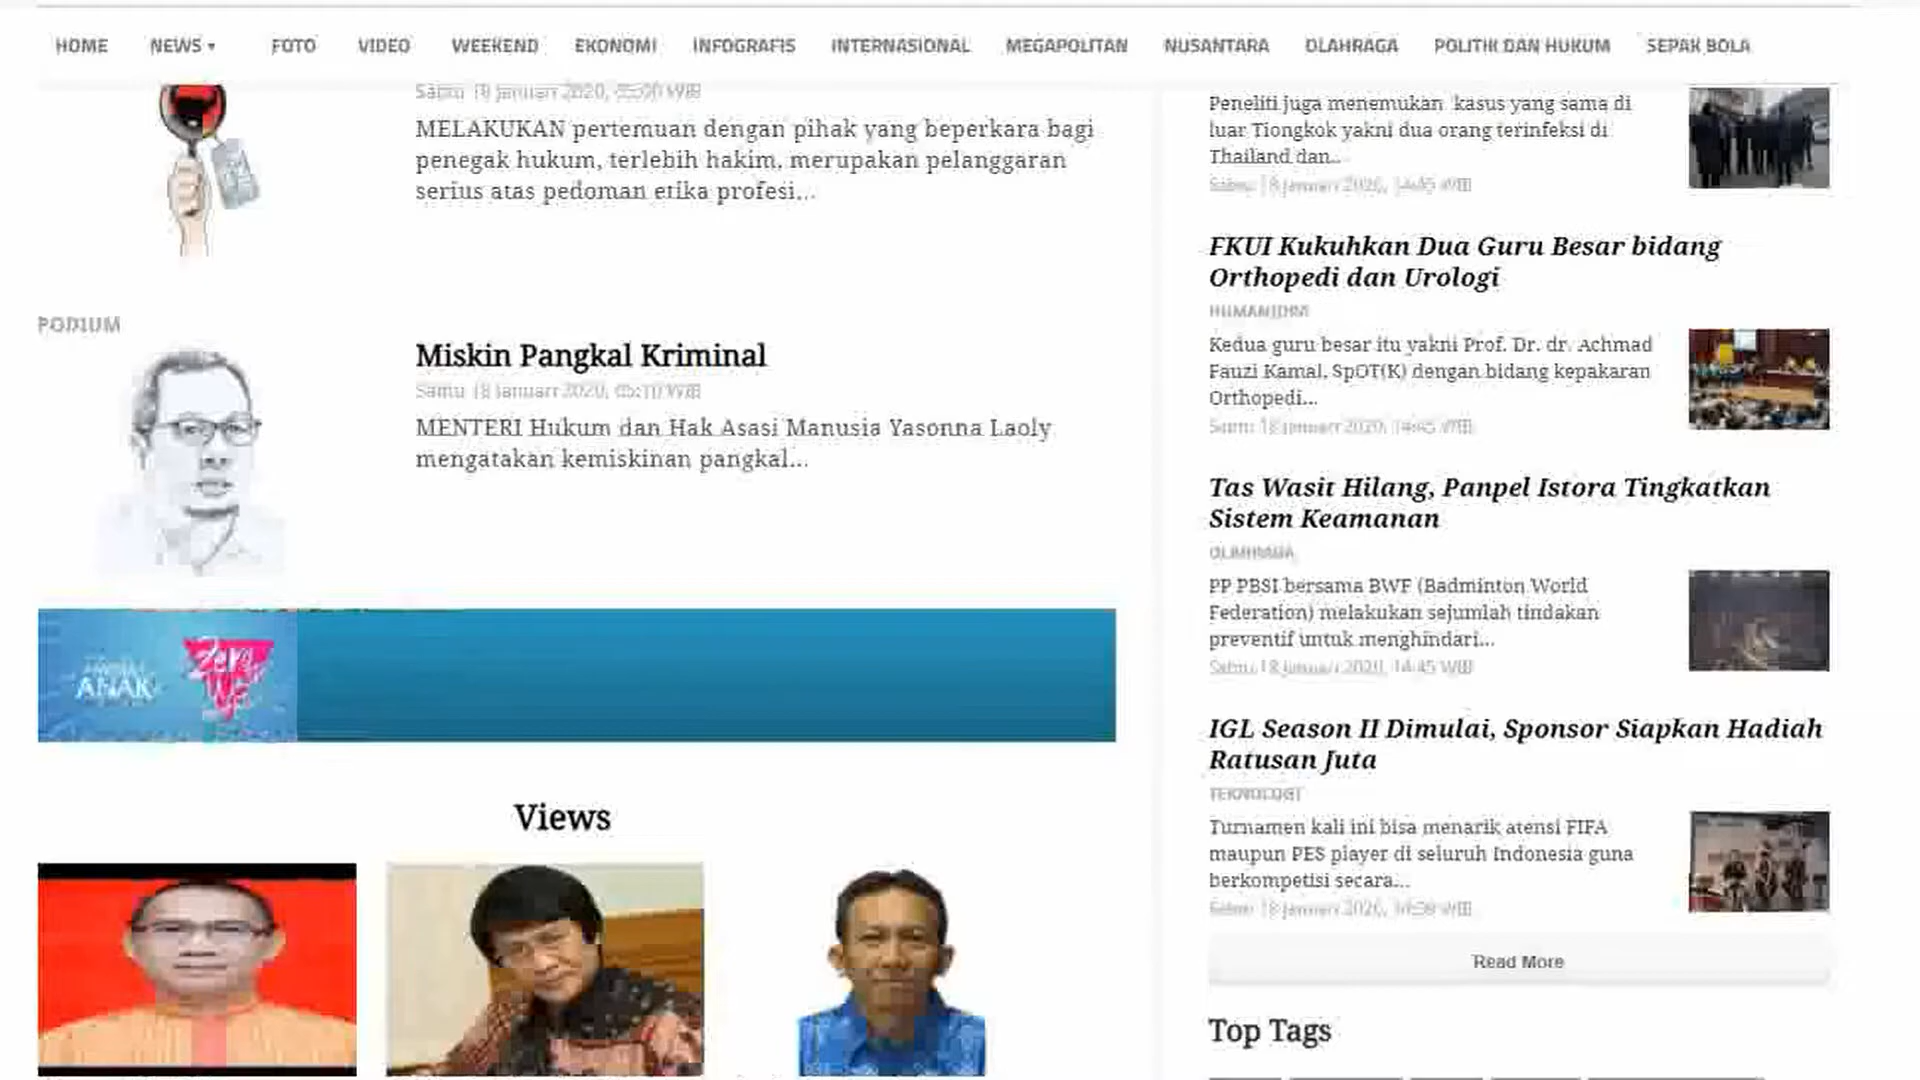 HOME NEWS ▾ FOTO VIDEO WEEKEND EKONOMI INFOGRAFIS INTERNASIONAL MEGAPOLITAN NUSANTARA OLAHRAGA POLITIK DAN HUKUM SEPAK BOLA
Sabtu 18 Januari 2020, 05:00 WIB
MELAKUKAN pertemuan dengan pihak yang beperkara bagi
penegak hukum, terlebih hakim, merupakan pelanggaran
serius atas pedoman etika profesi...
PODIUM
Miskin Pangkal Kriminal
Sabtu 18 Januari 2020, 05:10 WIB
MENTERI Hukum dan Hak Asasi Manusia Yasonna Laoly
mengatakan kemiskinan pangkal...
ANAK
Views
Peneliti juga menemukan kasus yang sama di
luar Tiongkok yakni dua orang terinfeksi di
Thailand dan..
Sabtu 18 Januari 2020, 14:45 WIB
FKUI Kukuhkan Dua Guru Besar bidang
Orthopedi dan Urologi
HUMANIORA
Kedua guru besar itu yakni Prof. Dr. dr. Achmad
Fauzi Kamal, SpOT(K) dengan bidang kepakaran
Orthopedi...
Sabtu 18 Januari 2020, 14:45 WIB
Tas Wasit Hilang, Panpel Istora Tingkatkan
Sistem Keamanan
OLAHRAGA
PP PBSI bersama BWF (Badminton World
Federation) melakukan sejumlah tindakan
preventif untuk menghindari...
Sabtu 18 Januari 2020, 14:45 WIB
IGL Season II Dimulai, Sponsor Siapkan Hadiah
Ratusan Juta
TEKNOLOGI
Turnamen kali ini bisa menarik atensi FIFA
maupun PES player di seluruh Indonesia guna
berkompetisi secara...
Sabtu 18 Januari 2020, WIB
Read More
Top Tags